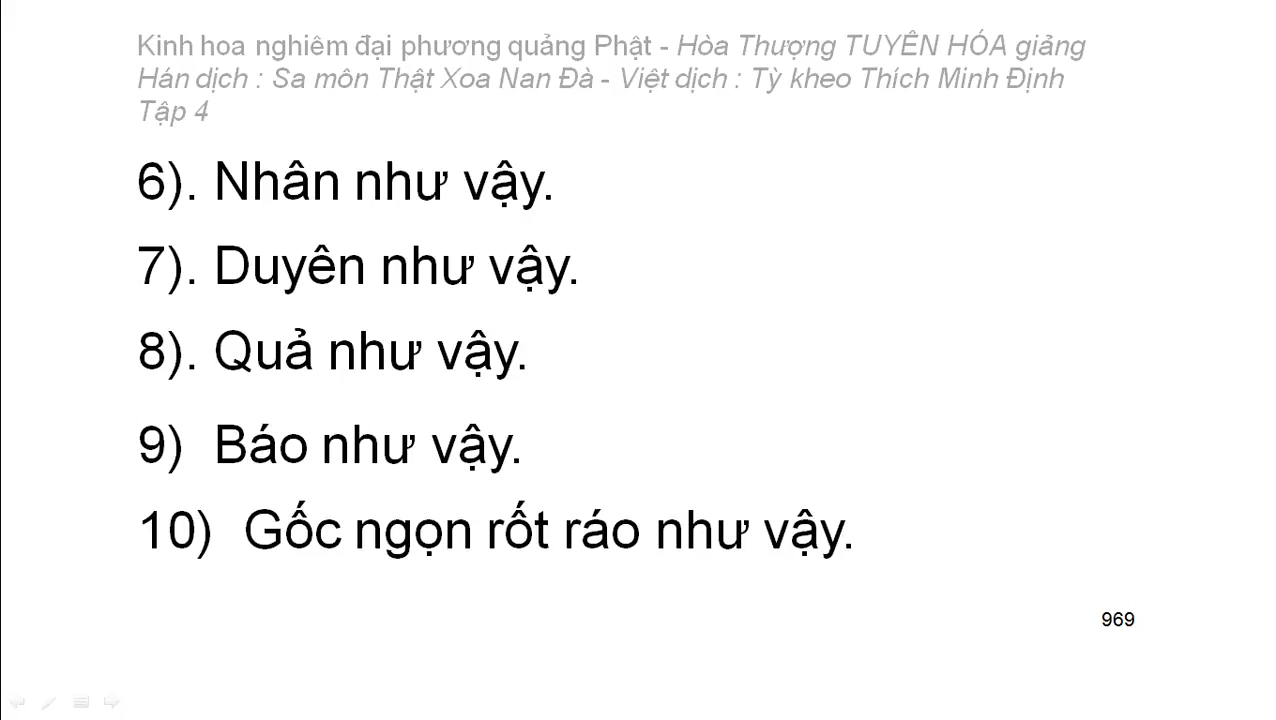 Kinh hoa nghiêm đại phương quảng Phật - Hòa Thượng TUYÊN HÓA giảng
Hán dịch : Sa môn Thật Xoa Nan Đà - Việt dịch : Tỳ kheo Thích Minh Định
Tập 4
6). Nhân như vậy.
7). Duyên như vậy.
8). Quả như vậy.
9)  Báo như vậy.
10)  Gốc ngọn rốt ráo như vậy.
969